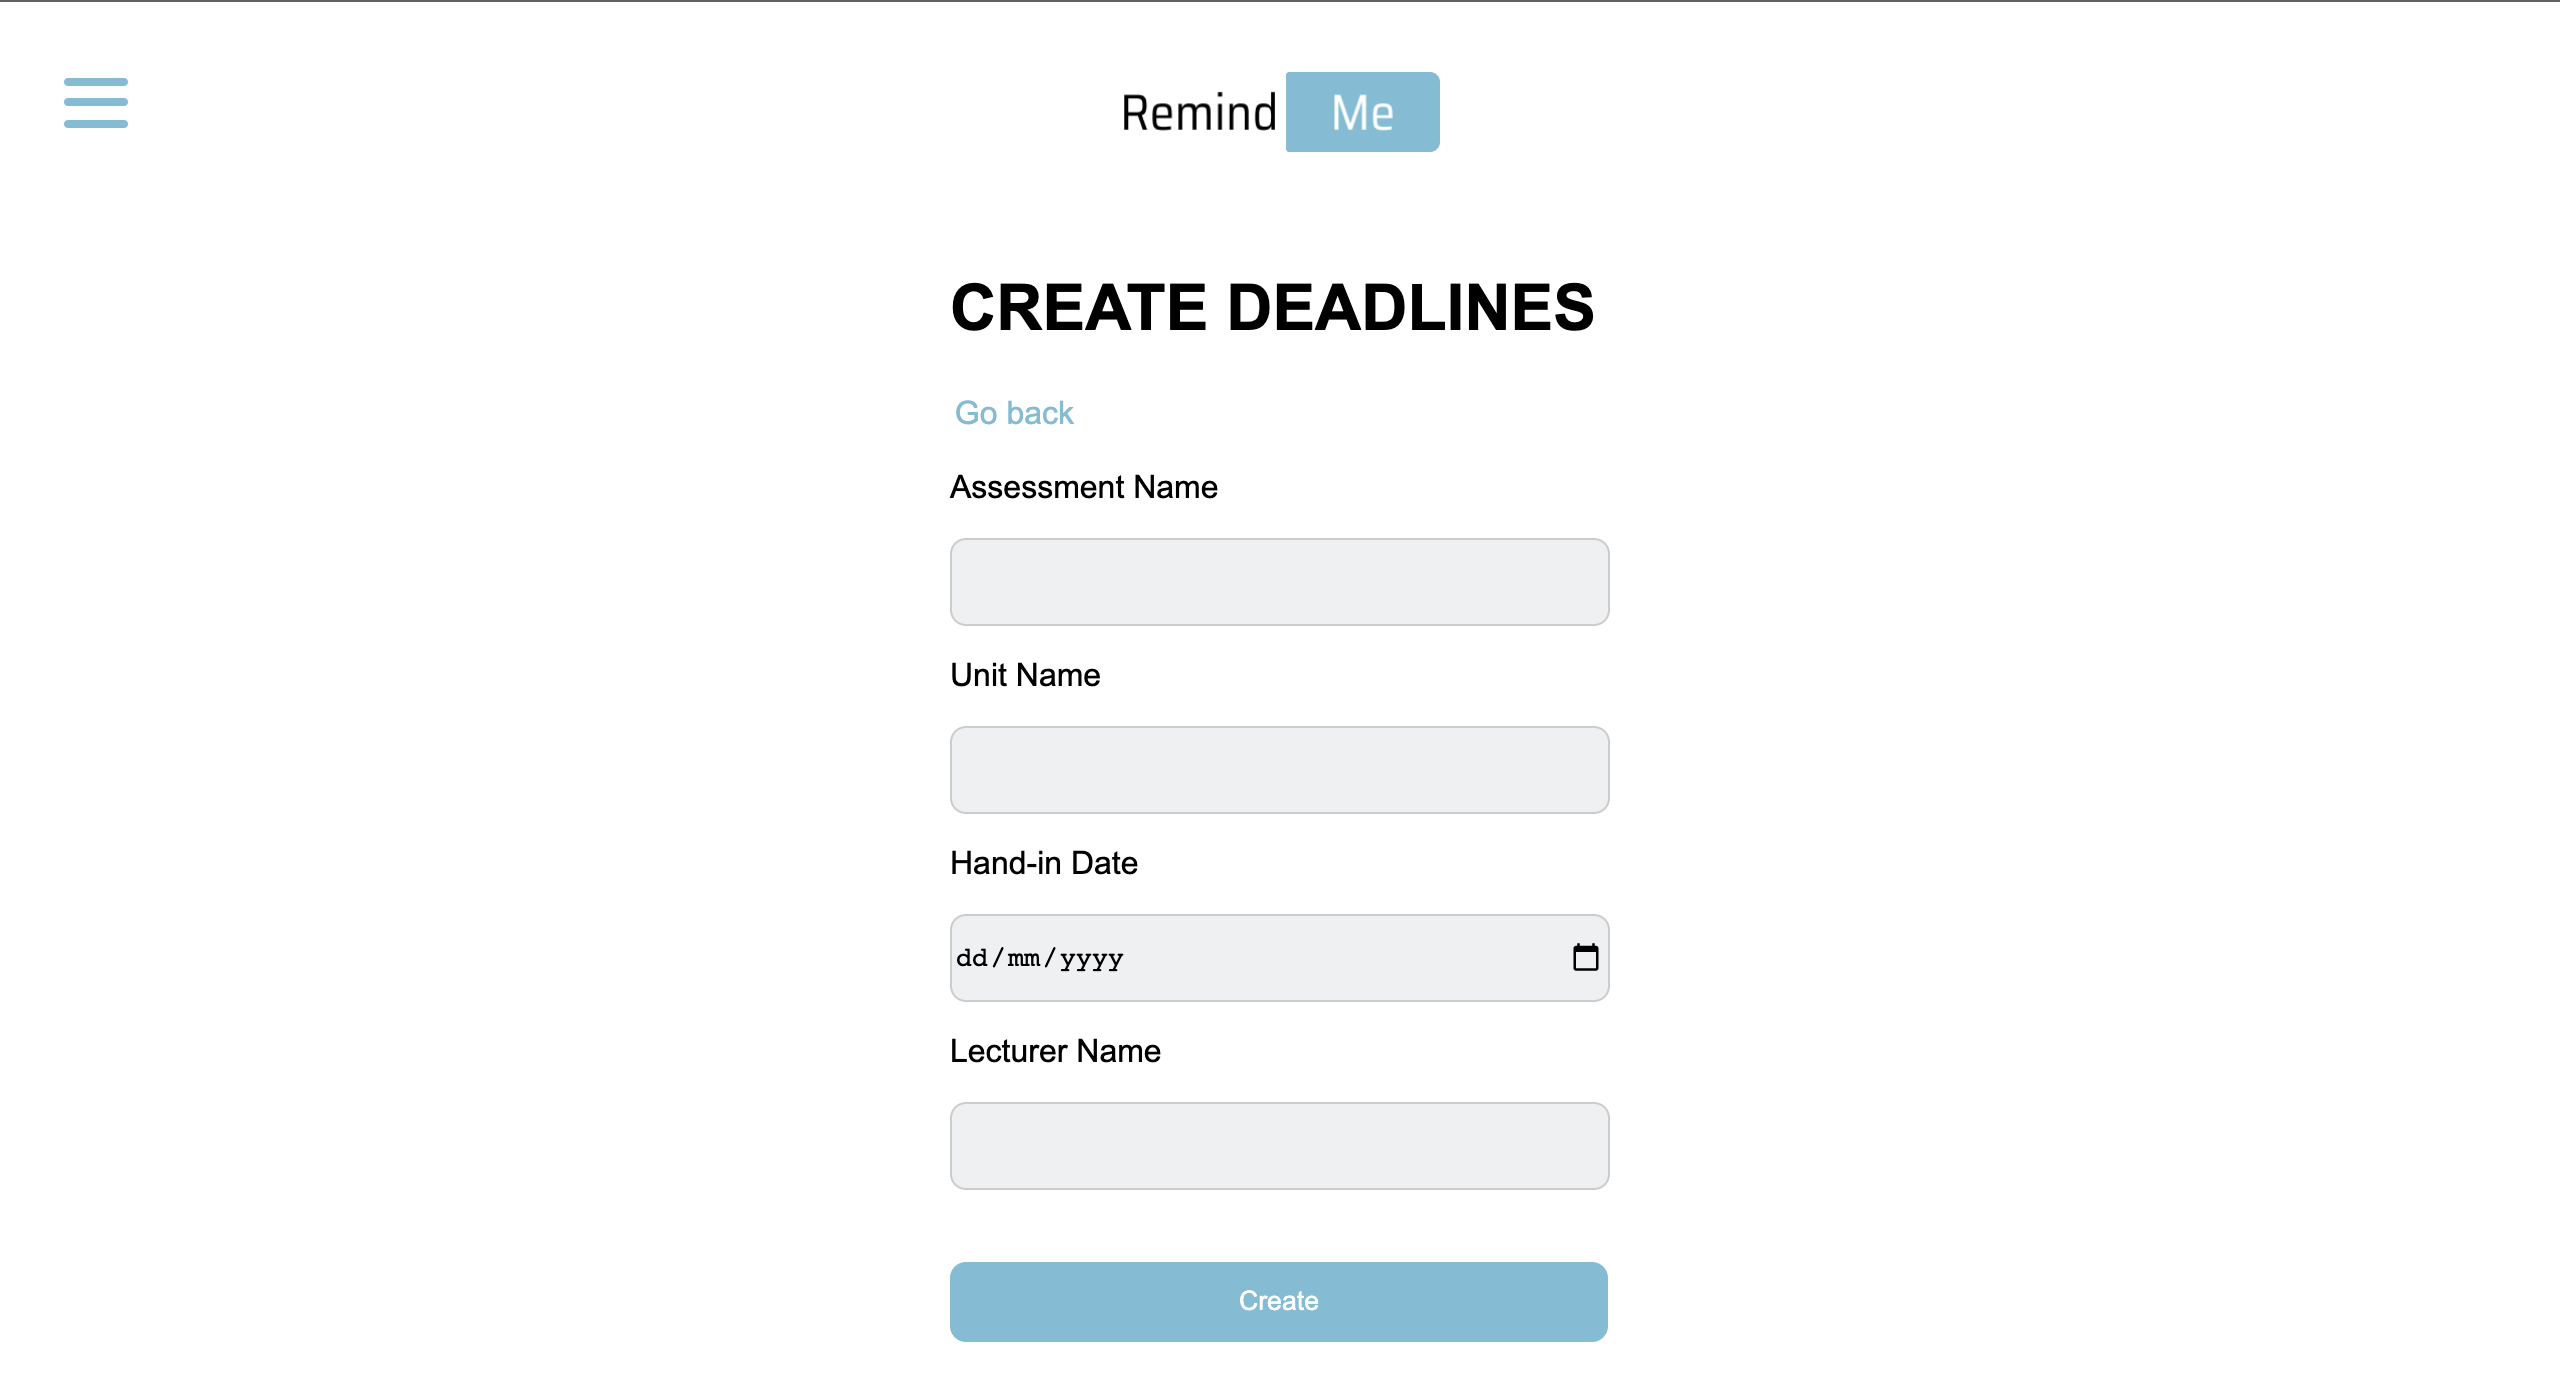 Remind Me
CREATE DEADLINES
Go back
Assessment Name
Unit Name
Hand-in Date
dd/mm/yyyy
Lecturer Name
Create